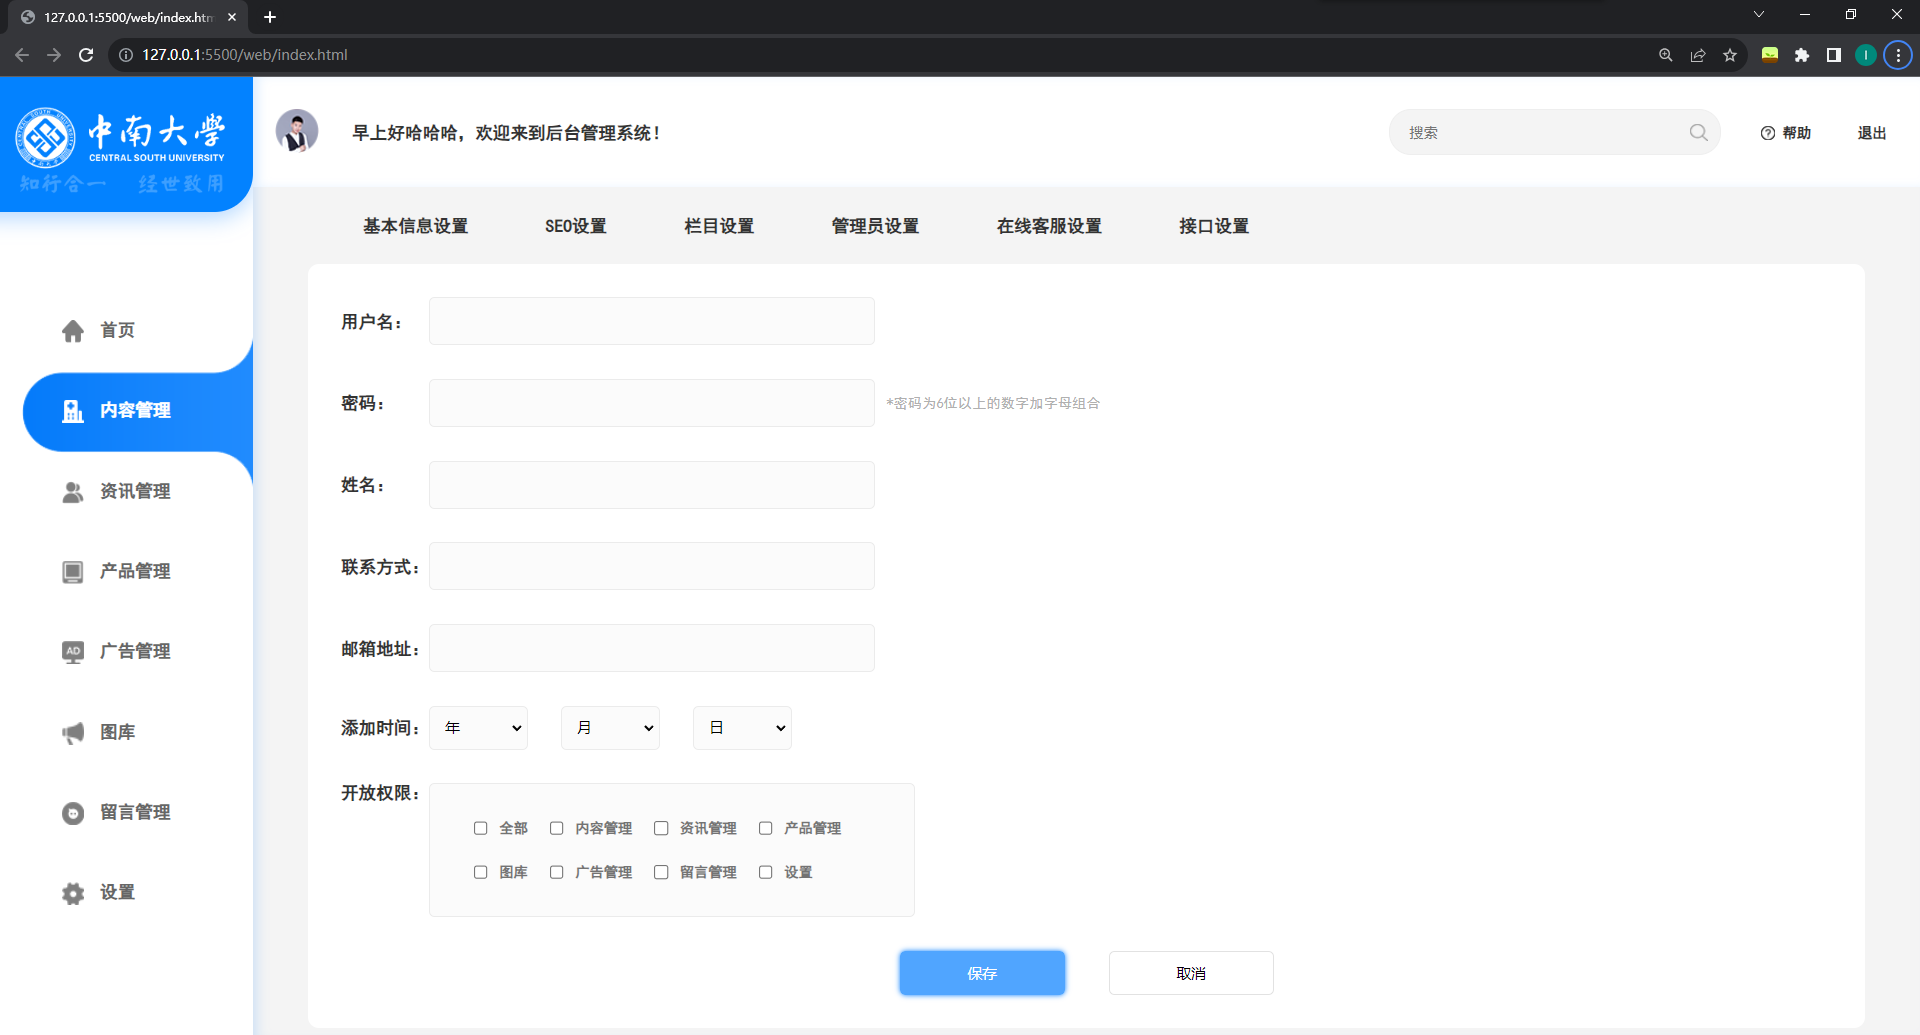 127.0.0.1:5500/web/index.htm
127.0.0.1:5500/web/index.html
I
中南大学
CENTRAL SOUTH UNIVERSITY
知行合一 经世致用
早上好哈哈哈，欢迎来到后台管理系统！
搜索
帮助
退出
基本信息设置
SEO设置
栏目设置
管理员设置
在线客服设置
接口设置
首页
内容管理
资讯管理
产品管理
AD
广告管理
图库
留言管理
设置
用户名：
密码：
*密码为6位以上的数字加字母组合
姓名：
联系方式：
邮箱地址：
添加时间：
年
月
日
开放权限：
全部 内容管理 资讯管理 产品管理
图库 广告管理 留言管理 设置
保存
取消